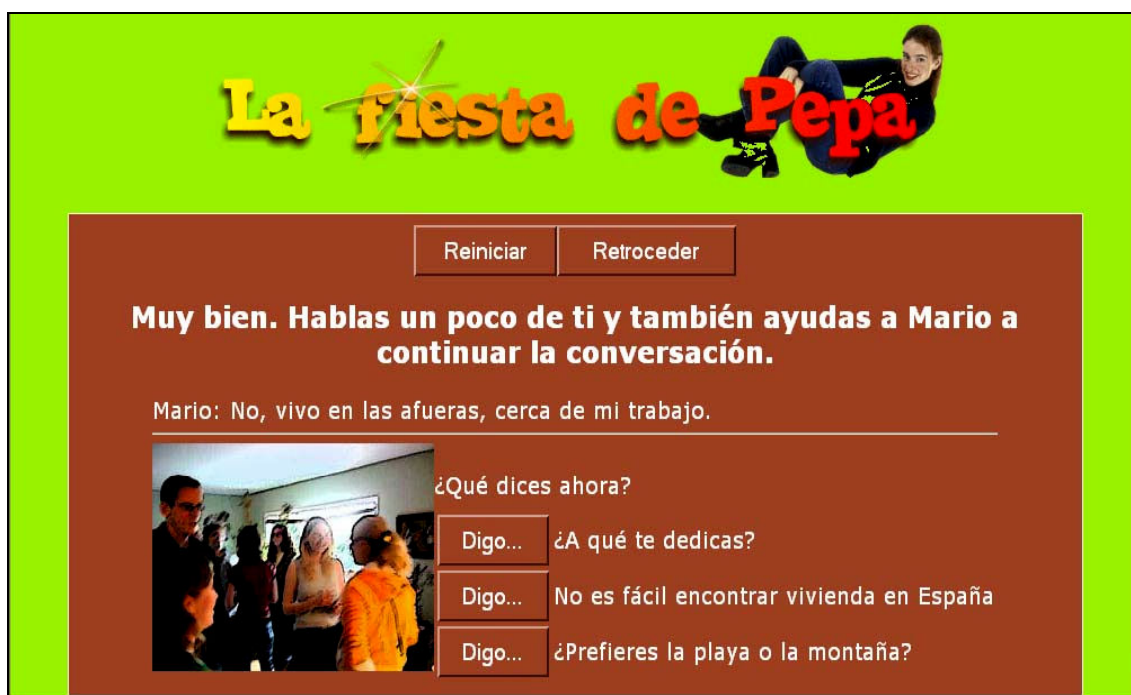 La fiesta de Pepa
Reiniciar Retroceder
Muy bien. Hablas un poco de ti y también ayudas a Mario a
continuar la conversación.
Mario: No, vivo en las afueras, cerca de mi trabajo.
¿Qué dices ahora?
Digo... ¿A qué te dedicas?
Digo... No es fácil encontrar vivienda en España
Digo... ¿Prefieres la playa o la montaña?